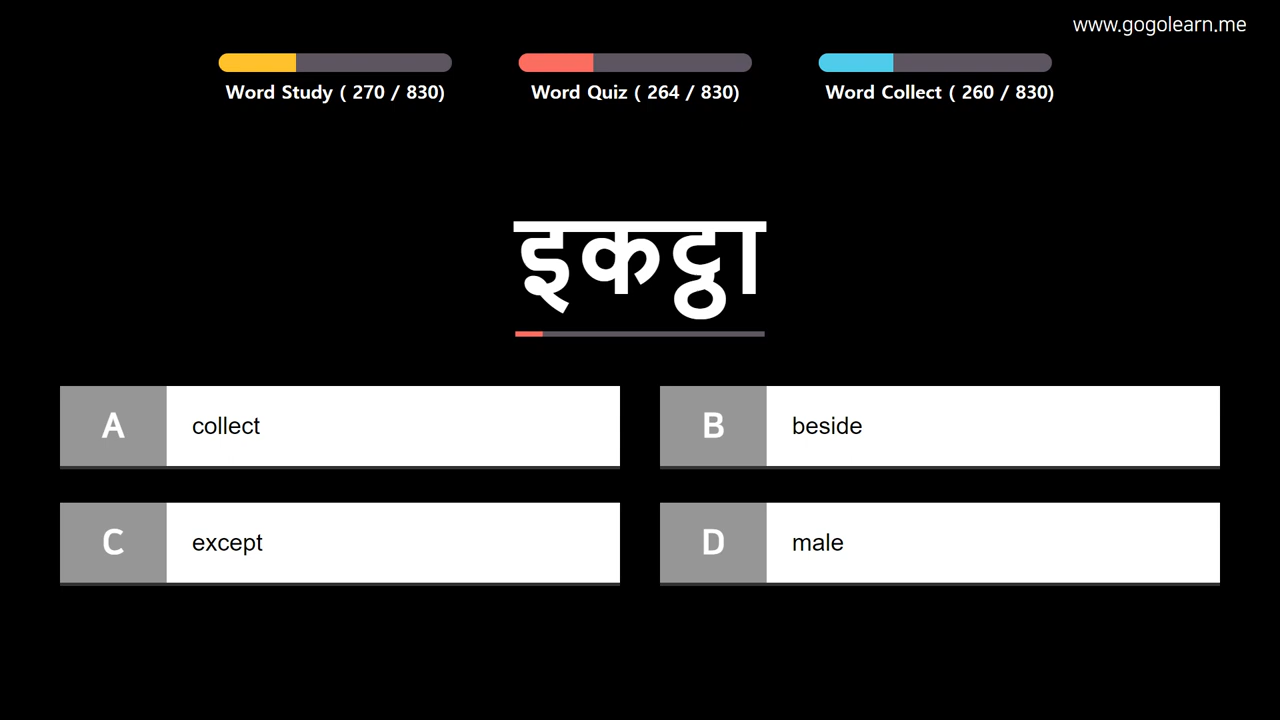 www.gogolearn.me
Word Study ( 270 / 830)
Word Quiz ( 264 / 830)
Word Collect ( 260 / 830)
इकट्ठा
A collect
B beside
C except
D male